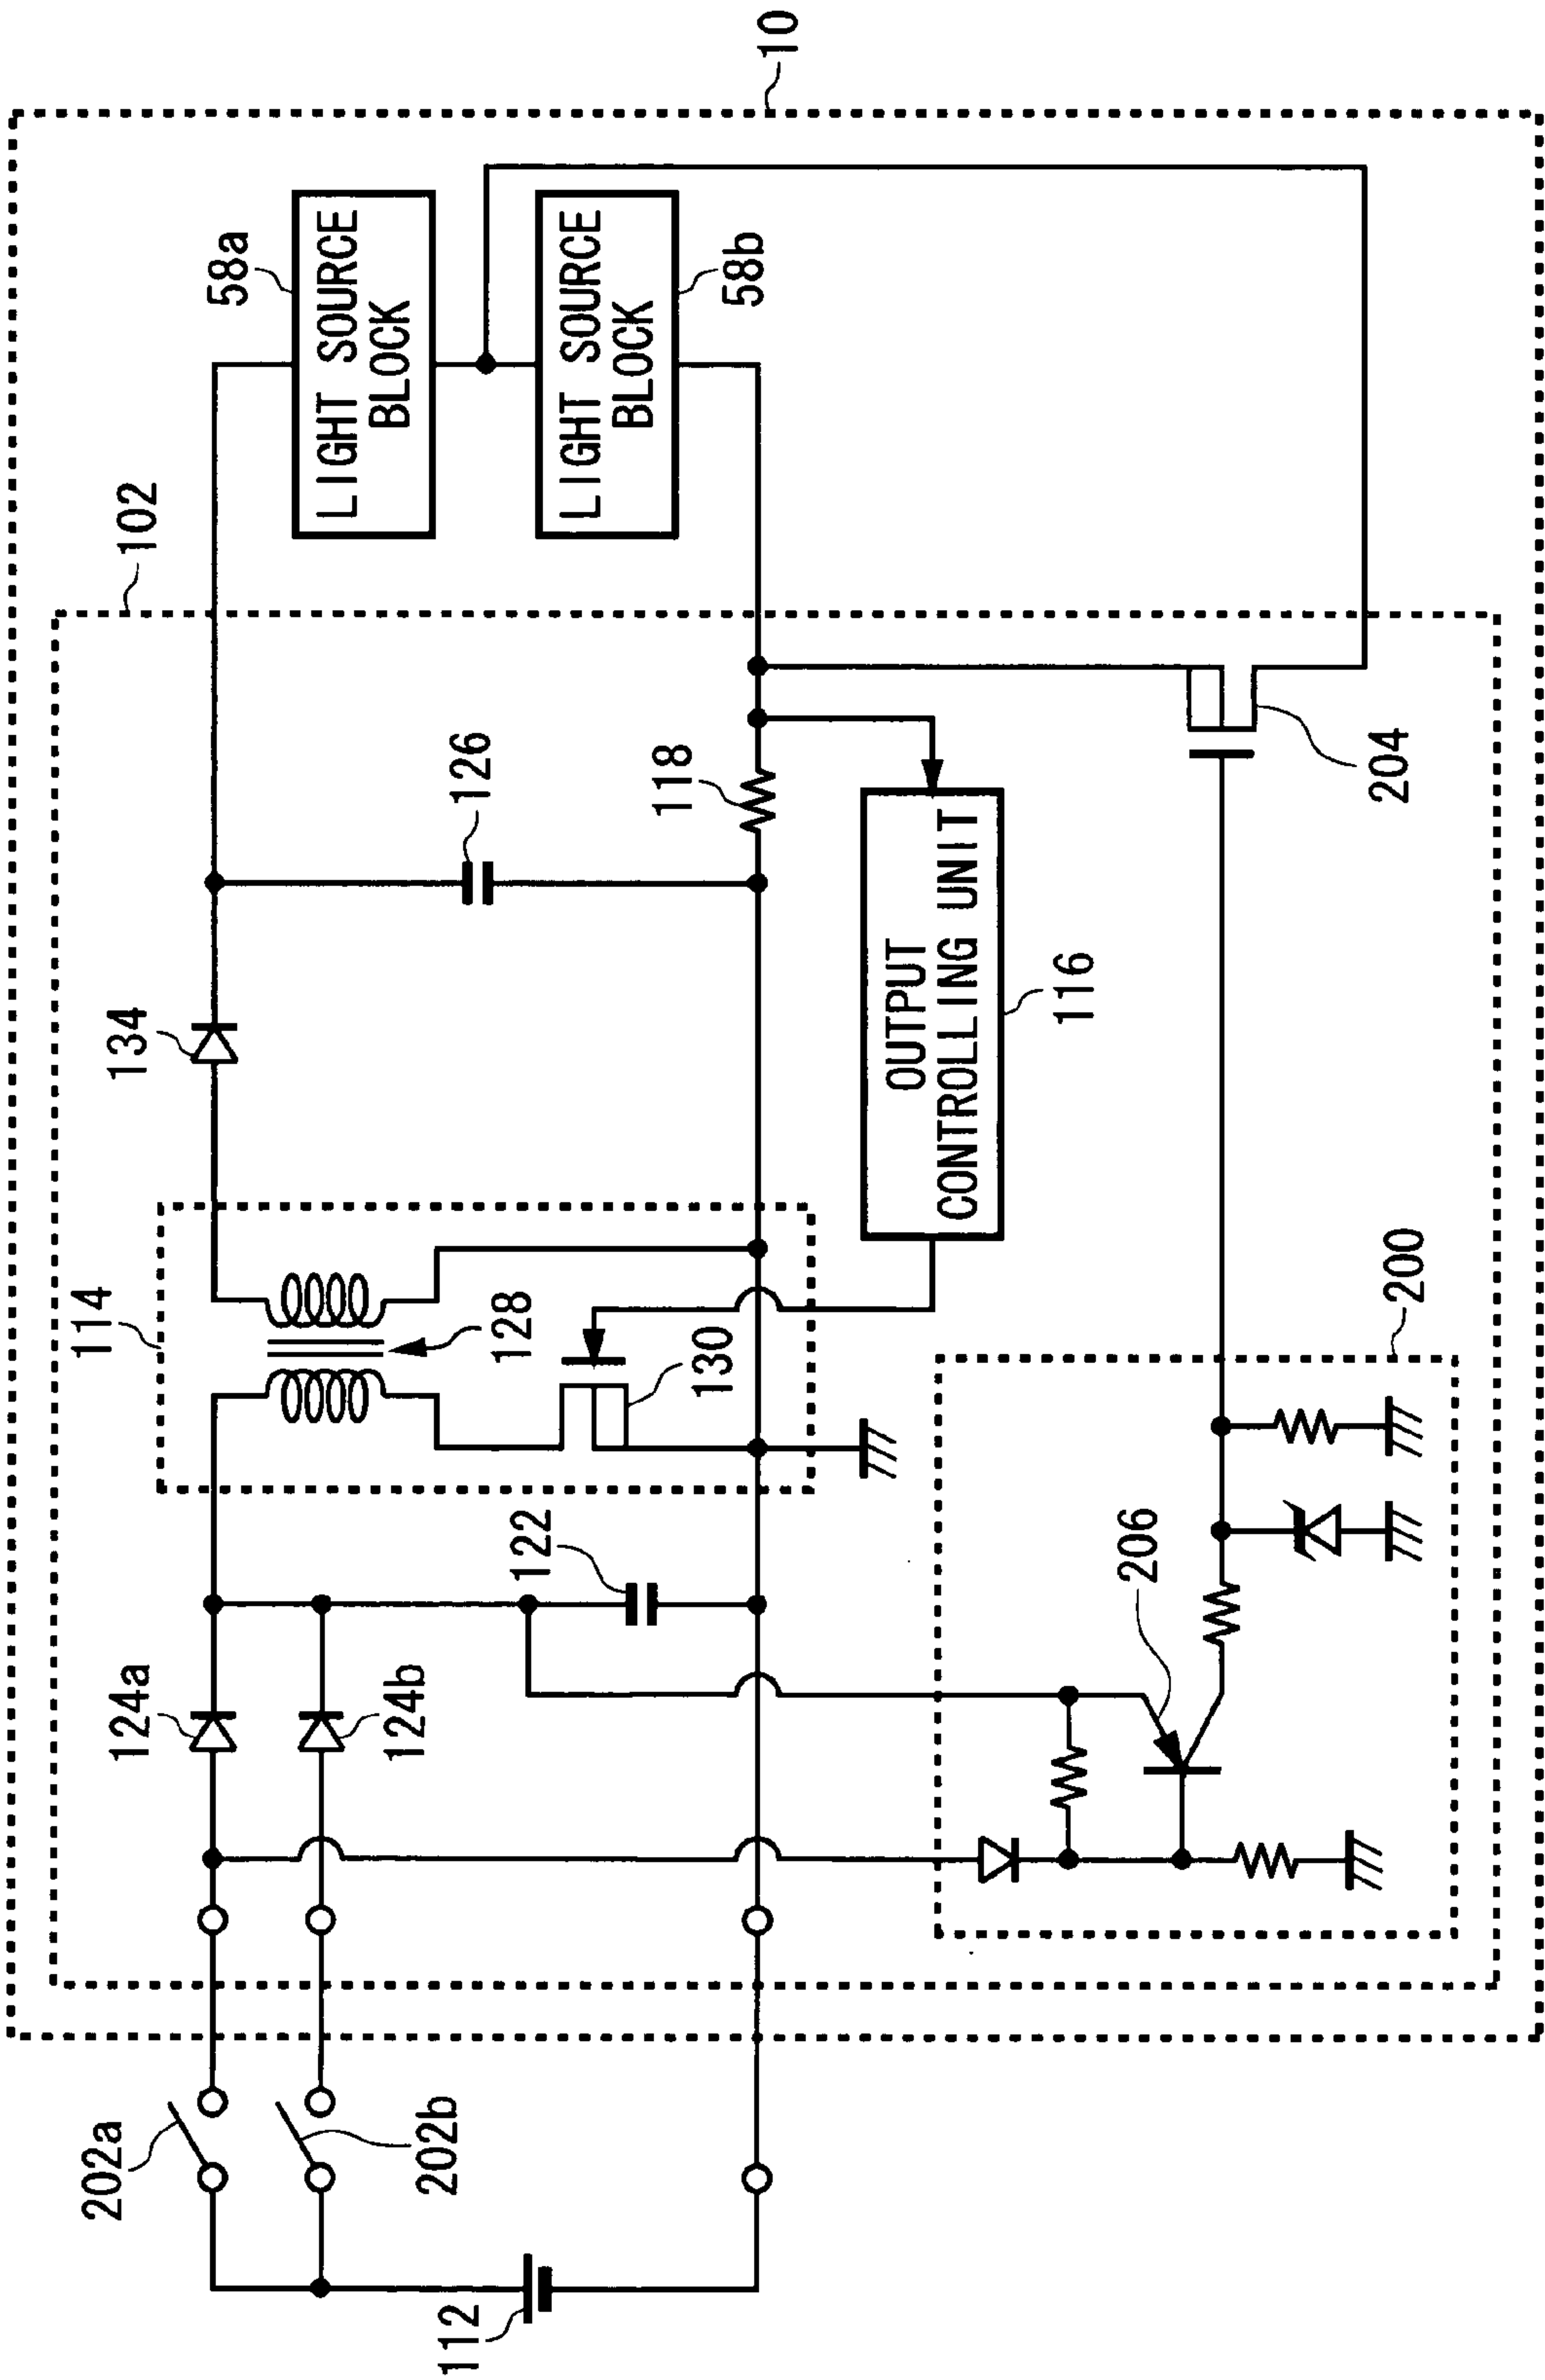 10
102
58a
LIGHT SOURCE
BLOCK
LIGHT SOURCE
BLOCK
58b
134
126
118
114
128
130
OUTPUT
CONTROLLING UNIT
116
204
124a
124b
122
206
200
202a
202b
112